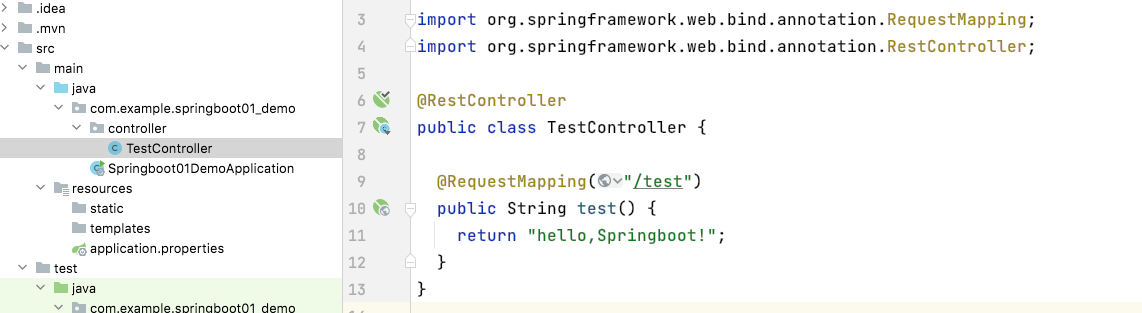 .idea
.mvn
src
main
java
com.example.springboot01_demo
controller
TestController
Springboot01DemoApplication
resources
static
templates
application.properties
test
java
com.example.springboot01_demo
3 import org.springframework.web.bind.annotation.RequestMapping;
4 import org.springframework.web.bind.annotation.RestController;
5
6 @RestController
7 public class TestController {
8
9 @RequestMapping("/test")
10 public String test() {
11 return "hello,Springboot!";
12 }
13 }